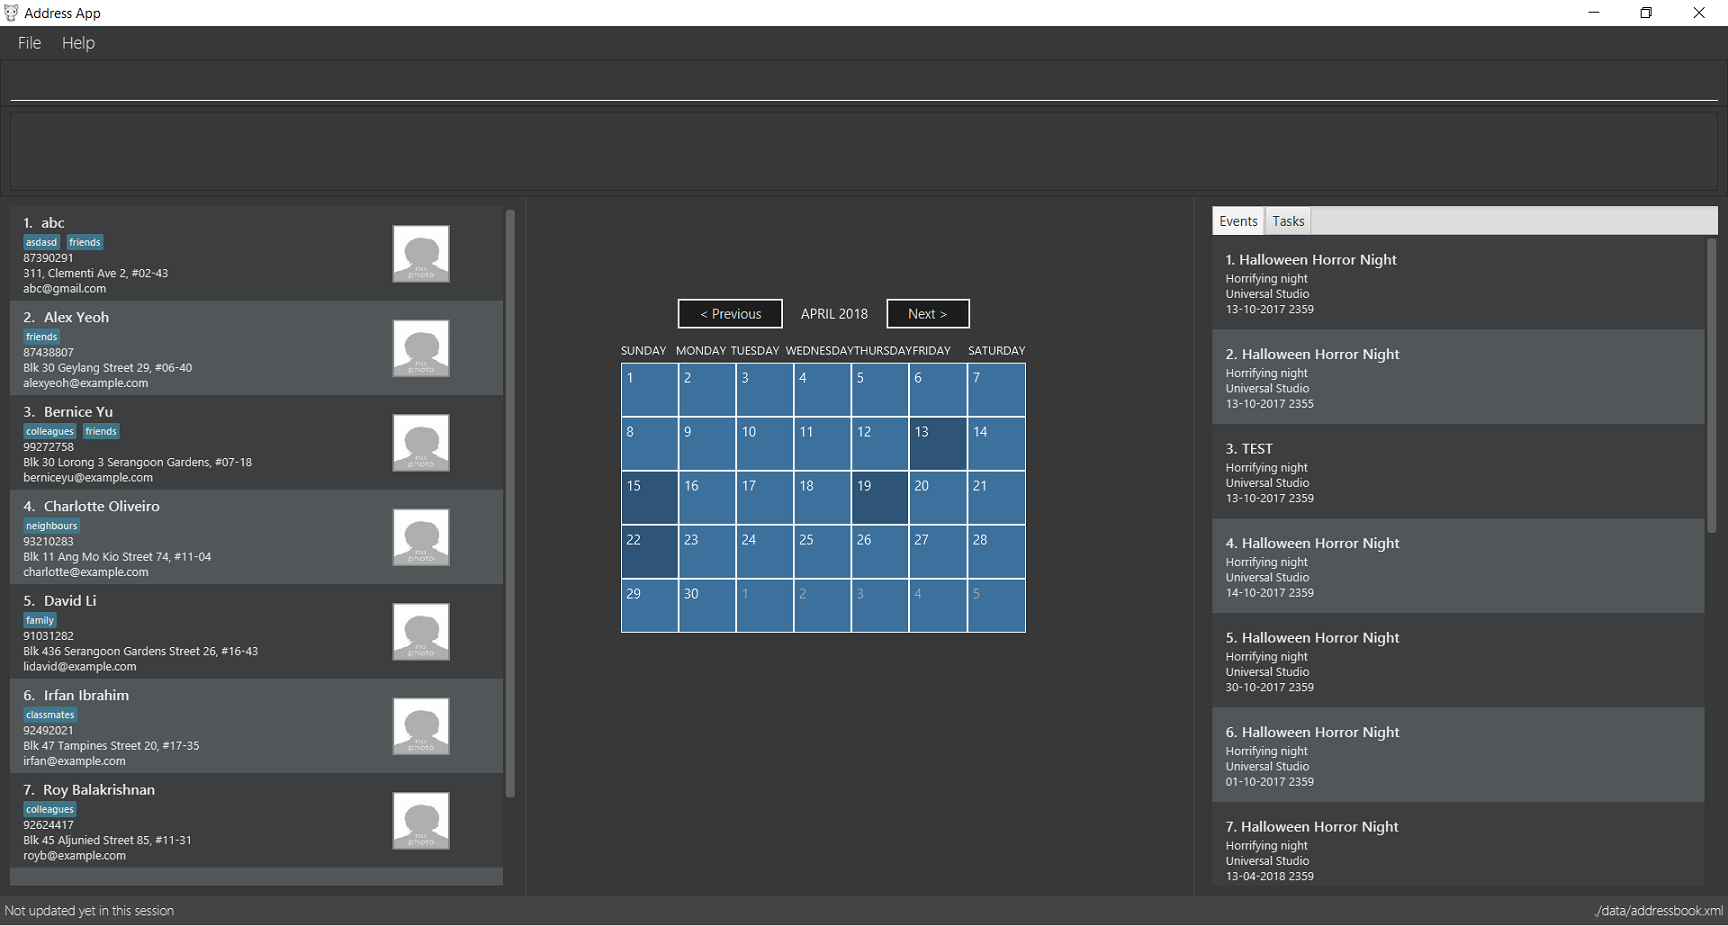 Address App
File Help
1. abc
asdasd friends
87390291
311, Clementi Ave 2, #02-43
abc@gmail.com
no photo
2. Alex Yeoh
friends
87438807
Blk 30 Geylang Street 29, #06-40
alexyeoh@example.com
no photo
3. Bernice Yu
colleagues friends
99272758
Blk 30 Lorong 3 Serangoon Gardens, #07-18
berniceyu@example.com
no photo
4. Charlotte Oliveiro
neighbours
93210283
Blk 11 Ang Mo Kio Street 74, #11-04
charlotte@example.com
no photo
5. David Li
family
91031282
Blk 436 Serangoon Gardens Street 26, #16-43
lidavid@example.com
no photo
6. Irfan Ibrahim
classmates
92492021
Blk 47 Tampines Street 20, #17-35
irfan@example.com
no photo
7. Roy Balakrishnan
colleagues
92624417
Blk 45 Aljunied Street 85, #11-31
royb@example.com
no photo
< Previous APRIL 2018 Next >
SUNDAY MONDAY TUESDAY WEDNESDAY THURSDAY FRIDAY SATURDAY
1 2 3 4 5 6 7
8 9 10 11 12 13 14
15 16 17 18 19 20 21
22 23 24 25 26 27 28
29 30 1 2 3 4 5
Events Tasks
1. Halloween Horror Night
Horrifying night
Universal Studio
13-10-2017 2359
2. Halloween Horror Night
Horrifying night
Universal Studio
13-10-2017 2355
3. TEST
Horrifying night
Universal Studio
13-10-2017 2359
4. Halloween Horror Night
Horrifying night
Universal Studio
14-10-2017 2359
5. Halloween Horror Night
Horrifying night
Universal Studio
30-10-2017 2359
6. Halloween Horror Night
Horrifying night
Universal Studio
01-10-2017 2359
7. Halloween Horror Night
Horrifying night
Universal Studio
13-04-2018 2359
Not updated yet in this session
./data/addressbook.xml